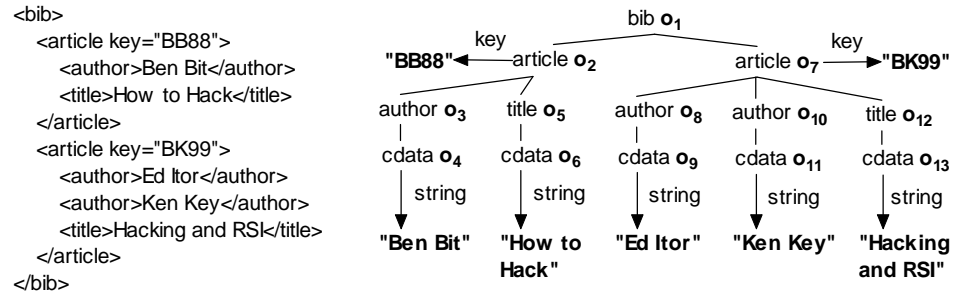 <bib>
<article key="BB88">
<author>Ben Bit</author>
<title>How to Hack</title>
</article>
<article key="BK99">
<author>Ed Itor</author>
<author>Ken Key</author>
<title>Hacking and RSI</title>
</article>
</bib>
bib o1
key
key
"BB88" article o2 article o7 "BK99"
author o3 title o5 author o8 author o10 title o12
cdata o4 cdata o6 cdata o9 cdata o11 cdata o13
string string string string string
"Ben Bit" "How to "Ed Itor" "Ken Key" "Hacking
Hack" and RSI"